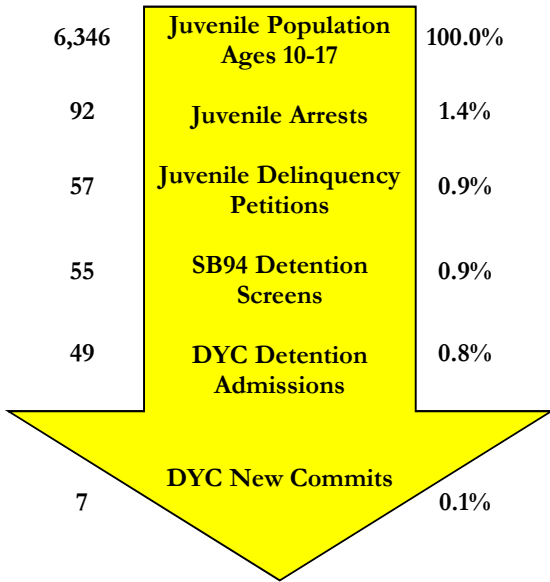 6,346 Juvenile Population 100.0%
Ages 10-17
92 Juvenile Arrests 1.4%
Juvenile Delinquency
57 0.9%
Petitions
SB94 Detention
55 0.9%
Screens
49 DYC Detention 0.8%
Admissions
DYC New Commits
7 0.1%